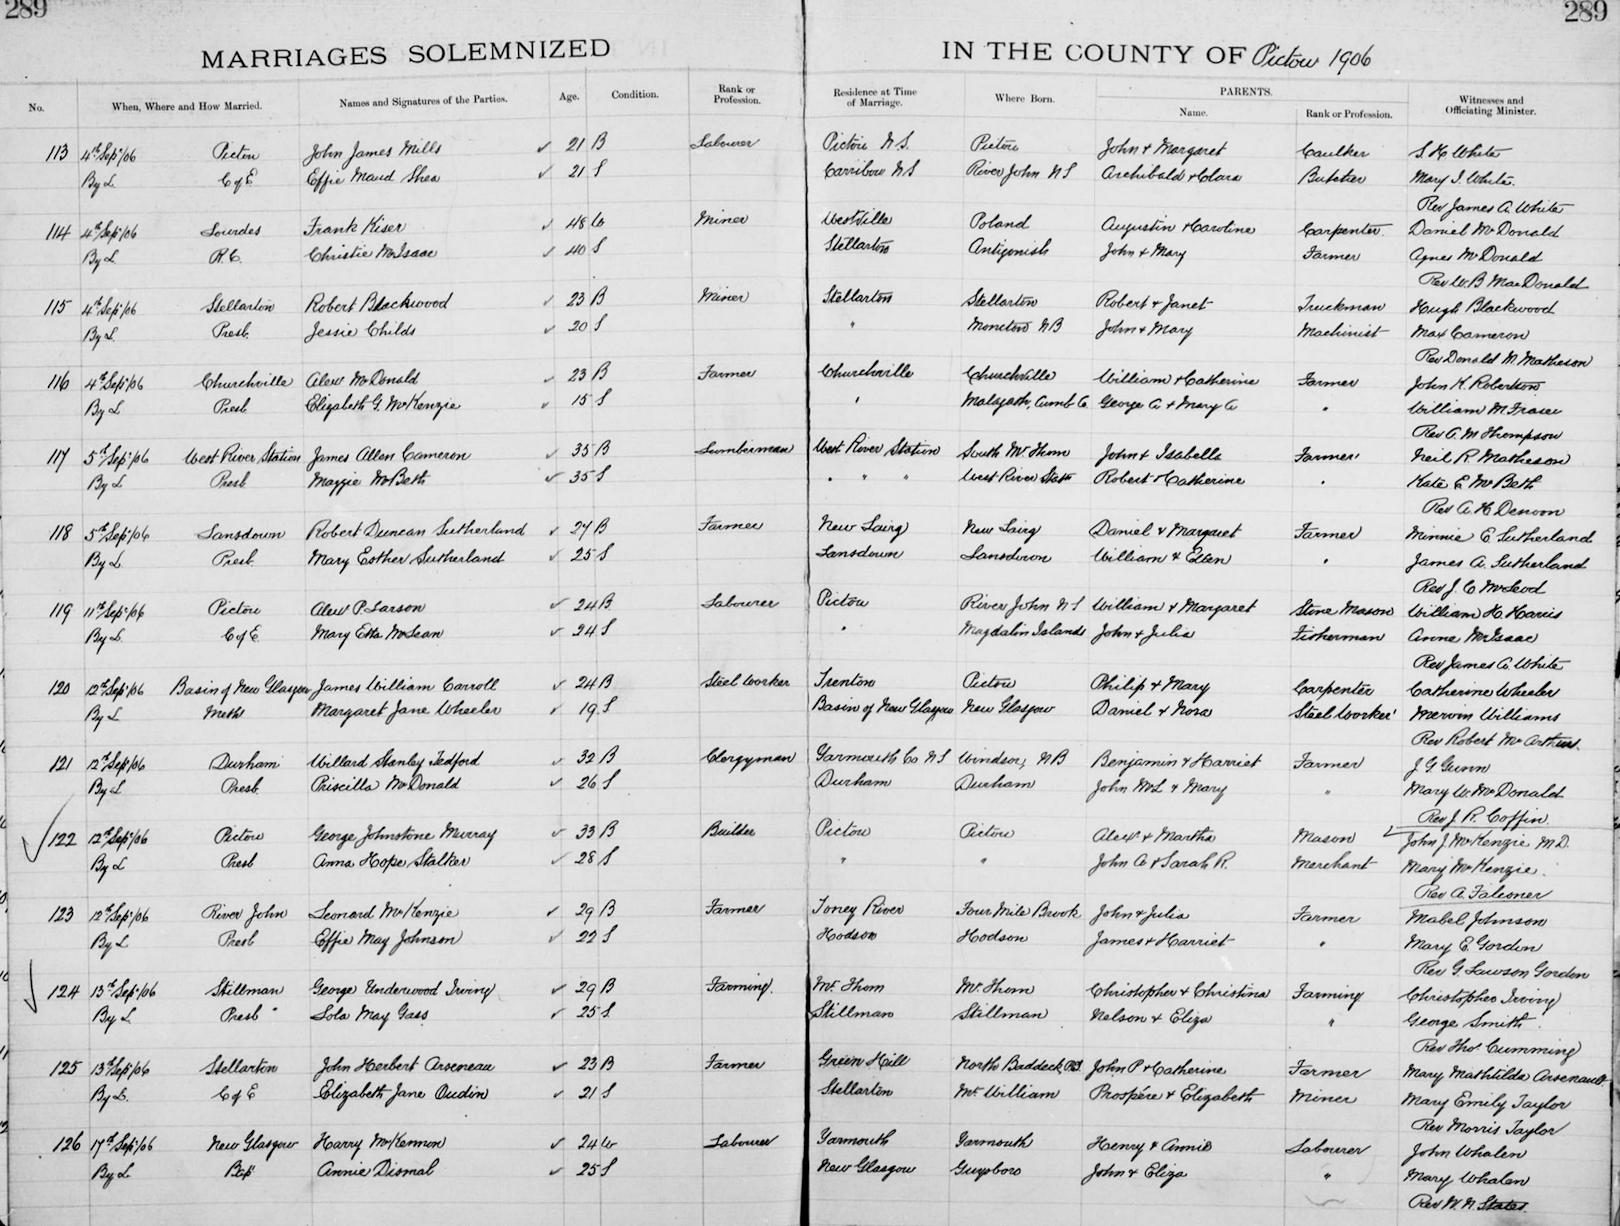 289
289
MARRIAGES SOLEMNIZED IN THE COUNTY OF Pictou 1906
No. When, Where and How Married. Names and Signatures of the Parties. Age. Condition. Rank or Profession. Residence at Time of Marriage. Where Born. PARENTS. Name. Rank or Profession. Witnesses and Officiating Minister.
113 4th Sep/06 Pictou John James Mills ✓ 21 B Labourer Pictou N.S. Pictou John & Margaret Caulker S. H. White
By L C of E Effie Maud Shea ✓ 21 S Carribou NS River John NS Archibald & Clara Butcher Mary I. White.
Rev James A. White
114 4th Sep/06 Lourdes Frank Kiser ✓ 48 W Miner Westville Poland Augustin & Caroline Carpenter. Daniel McDonald
By L R.C. Christie McIsaac ✓ 40 S Stellarton Antigonish John & Mary Farmer Agnes McDonald
Rev W. B MacDonald
115 4th Sep/06 Stellarton Robert Blackwood ✓ 23 B Miner Stellarton Stellarton Robert & Janet Truckman Hugh Blackwood
By L. Presb. Jessie Childs ✓ 20 S " Moncton NB John & Mary Machinist Max Cameron
Rev Donald M Matheson
116 4th Sep/06 Churchville Alex McDonald ✓ 23 B Farmer Churchville Churchville William & Catherine Farmer John K. Robertson
By L Presb Elizabeth G. McKenzie ✓ 15 S " Malagash, Cumb Co George A & Mary A " William M. Fraser
Rev A. M Thompson
117 5th Sep/06 West River Station James Allen Cameron ✓ 35 B Lumberman West River Station South Mt Thom John & Isabella Farmer Neil R Matheson
By L Presb Maggie McBeth ✓ 35 S " " " West River Statn Robert & Catherine " Kate E McBeth
Rev A. H Denoon
118 5th Sep/06 Lansdown Robert Duncan Sutherland ✓ 27 B Farmer New Lairg New Lairg Daniel & Margaret Farmer Minnie E Sutherland
By L Presb. Mary Esther Sutherland ✓ 25 S Lansdown Lansdown William & Ellen " James A. Sutherland
Rev J. C McLeod
119 11th Sep/06 Pictou Alex P. Larson ✓ 24 B Labourer Pictou River John NS William & Margaret Stone Mason William H. Harris
By L. C of E Mary Etta McLean ✓ 24 S " Magdalin Islands John & Julia Fisherman Anne McIsaac
Rev James A. White
120 12th Sep/06 Basin of New Glasgow James William Carroll ✓ 24 B Steel Worker Trenton Pictou Philip & Mary Carpenter Catherine Wheeler
By L Meth Margaret Jane Wheeler ✓ 19 S Basin of New Glasgow New Glasgow Daniel & Nora Steel Worker Mervin Williams
Rev Robert McArthur.
121 12th Sep/06 Durham Willard Stanley Tedford ✓ 32 B Clergyman Yarmouth Co NS Windsor, NB Benjamin & Harriet Farmer J. G Gunn
By L Presb. Priscilla McDonald ✓ 26 S Durham Durham John McL & Mary " Mary W. McDonald
Rev J. R. Coffin.
✓ 122 12th Sep/06 Pictou George Johnstone Murray ✓ 33 B Builder Pictou Pictou Alex & Martha Mason ✓ John J. McKenzie M.D.
By L Presb Anna Hope Stalker ✓ 28 S " " John A & Sarah R. Merchant Mary McKenzie.
Rev A. Falconer
123 12th Sep/06 River John Leonard McKenzie ✓ 29 B Farmer Toney River Four Mile Brook John & Julia Farmer Mabel Johnson
By L Presb Effie May Johnson ✓ 22 S Hodson Hodson James & Harriet " Mary E. Gordon
Rev G. Lawson Gordon
✓ 124 13th Sep/06 Stillman George Underwood Irving ✓ 29 B Farming. Mt Thom Mt Thom Christopher & Christina Farming Christopher Irving
By L Presb Lola May Gass ✓ 25 S Stillman Stillman Nelson & Eliza " George Smith.
Rev Thos. Cumming
125 13th Sep/06 Stellarton John Herbert Arseneau ✓ 23 B Farmer Green Hill North Baddeck John P & Catherine Farmer Mary Mathilda Arsenault
By L. C of E Elizabeth Jane Oudin ✓ 21 S Stellarton Mt William Prospére & Elizabeth Miner Mary Emily Taylor
Rev Morris Taylor
126 17th Sep/06 New Glasgow Harry McKennon ✓ 24 W Labourer Yarmouth Yarmouth Henry & Annie Labourer John Whalen
By L. Bap Annie Dismal ✓ 25 S New Glasgow Guysboro John & Eliza " Mary Whalen
Rev W. N. States.